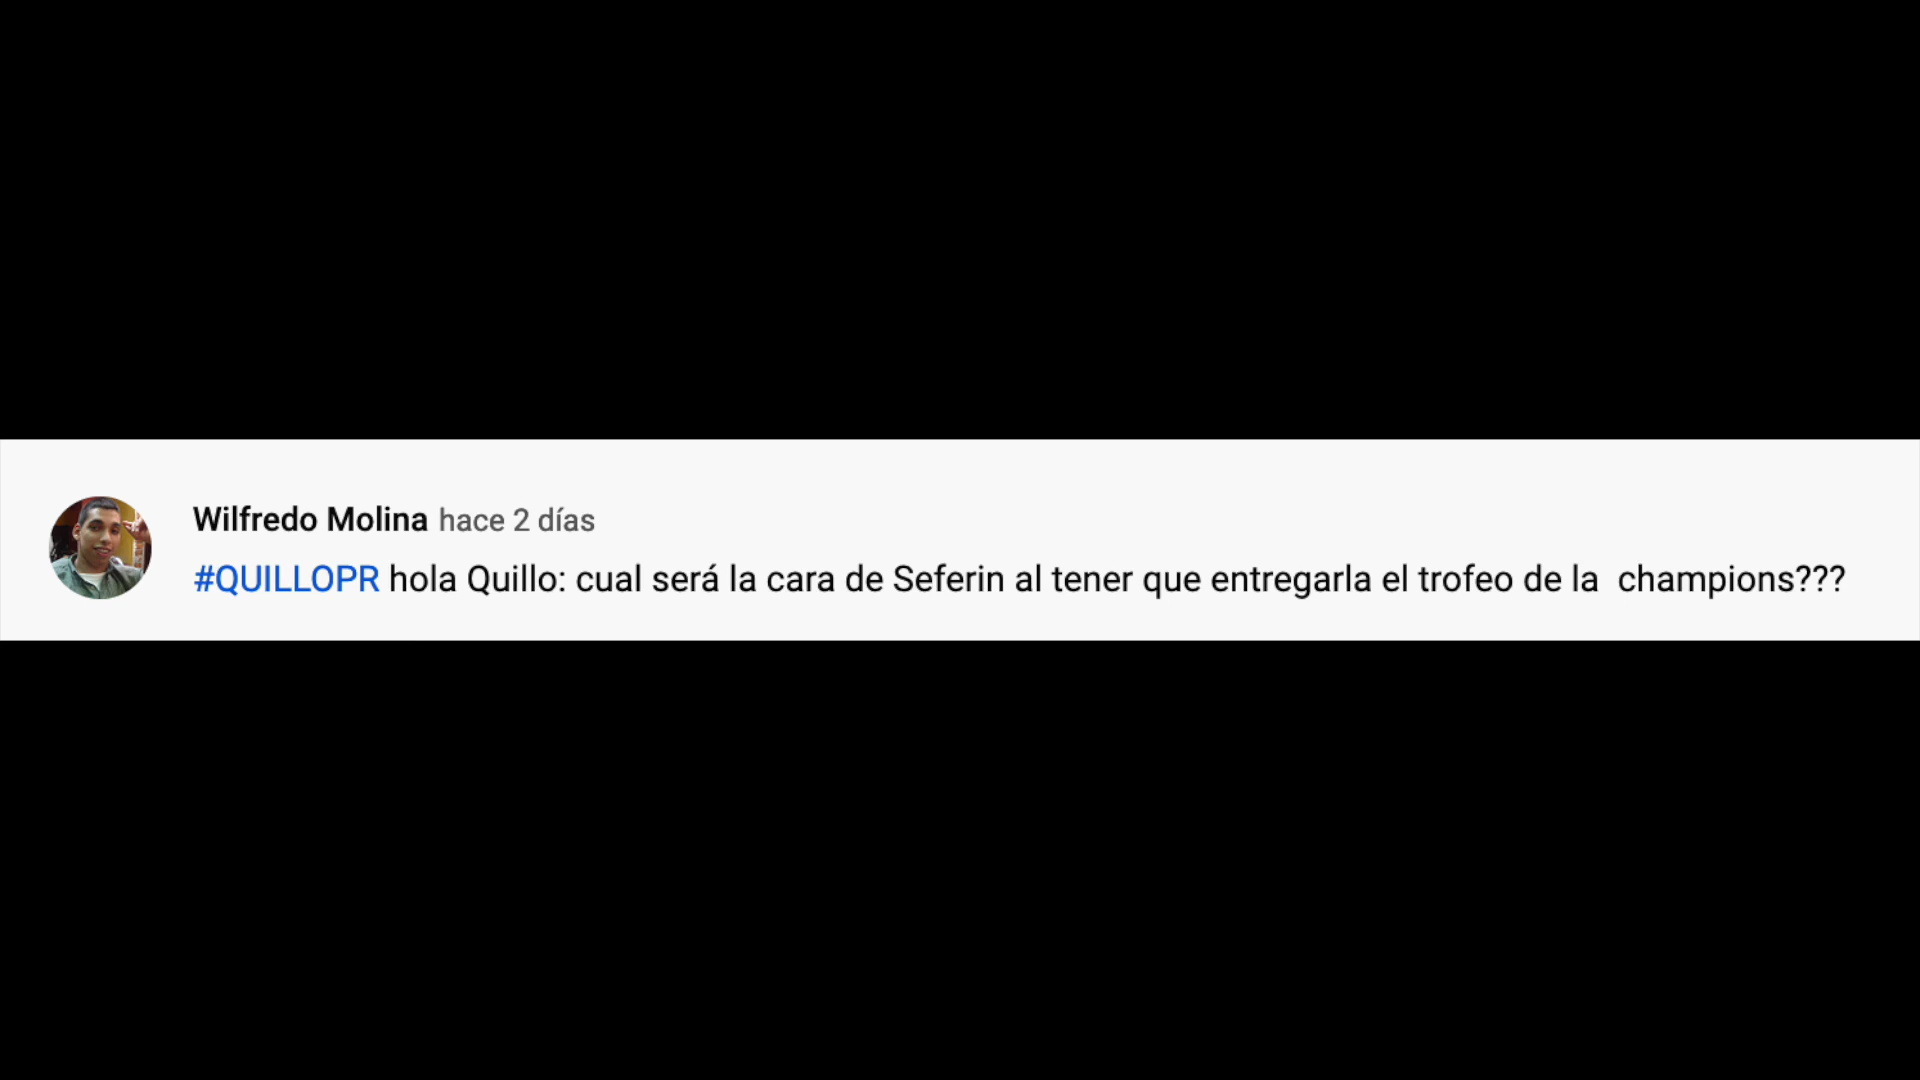 Wilfredo Molina hace 2 días
#QUILLOPR hola Quillo: cual será la cara de Seferin al tener que entregarla el trofeo de la  champions???